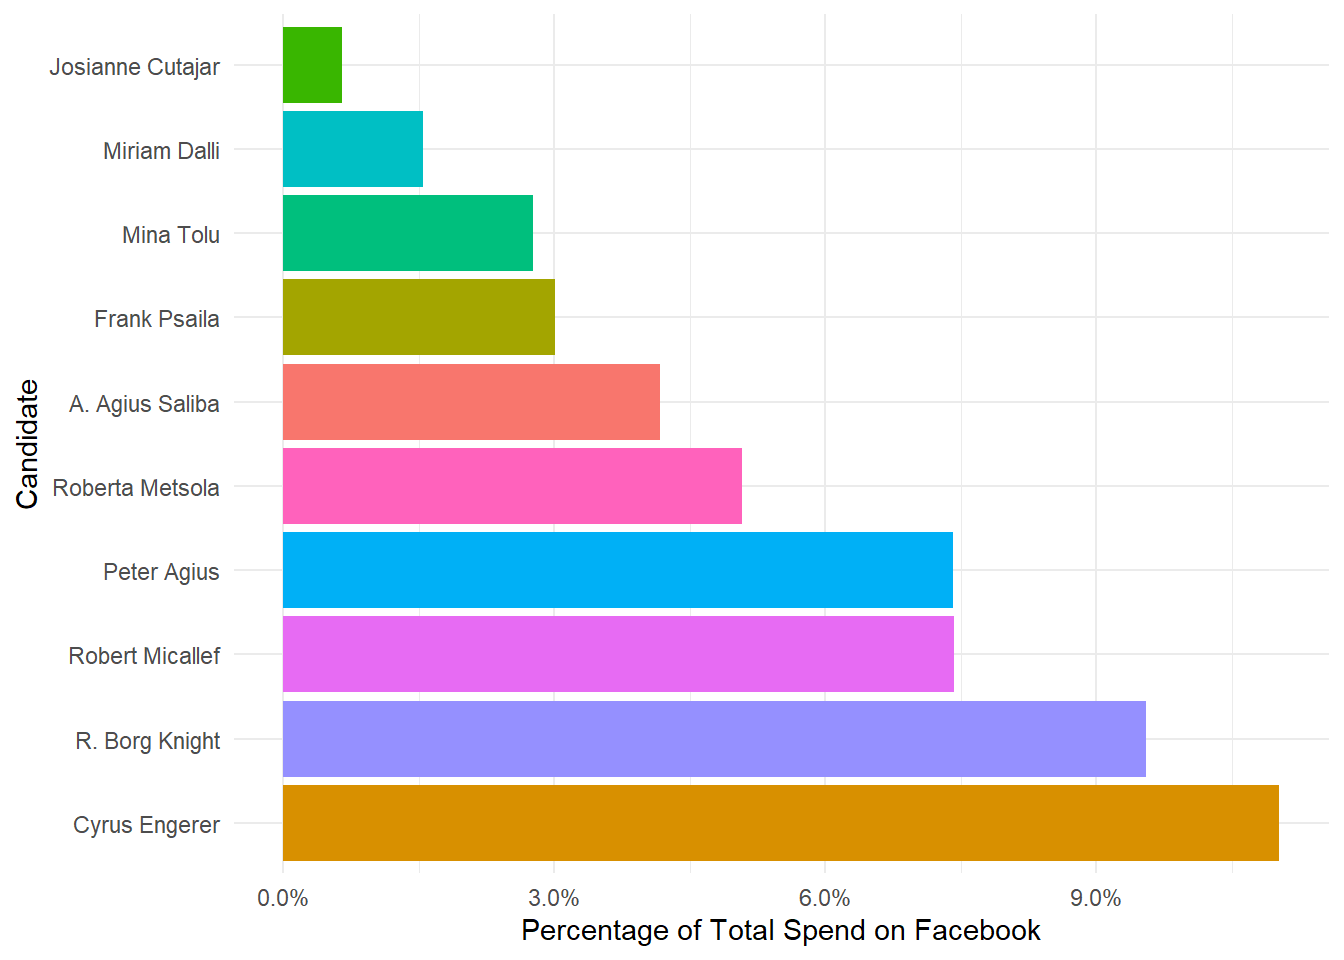 Josianne Cutajar
Miriam Dalli
Mina Tolu
Frank Psaila
A. Agius Saliba
Roberta Metsola
Peter Agius
Robert Micallef
R. Borg Knight
Cyrus Engerer
Candidate
0.0% 3.0% 6.0% 9.0%
Percentage of Total Spend on Facebook